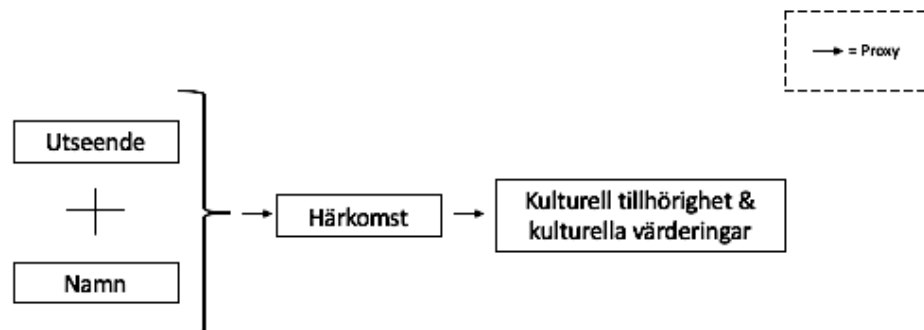 = Proxy
Utseende
Namn
Härkomst
Kulturell tillhörighet &
kulturella värderingar